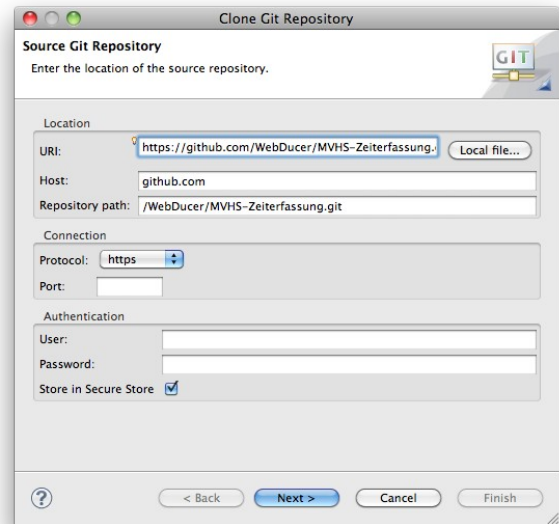 Clone Git Repository
Source Git Repository
Enter the location of the source repository.
GIT
Location
URI: https://github.com/WebDucer/MVHS-Zeiterfassung. Local file...
Host: github.com
Repository path: /WebDucer/MVHS-Zeiterfassung.git
Connection
Protocol: https
Port:
Authentication
User:
Password:
Store in Secure Store
? < Back Next > Cancel Finish